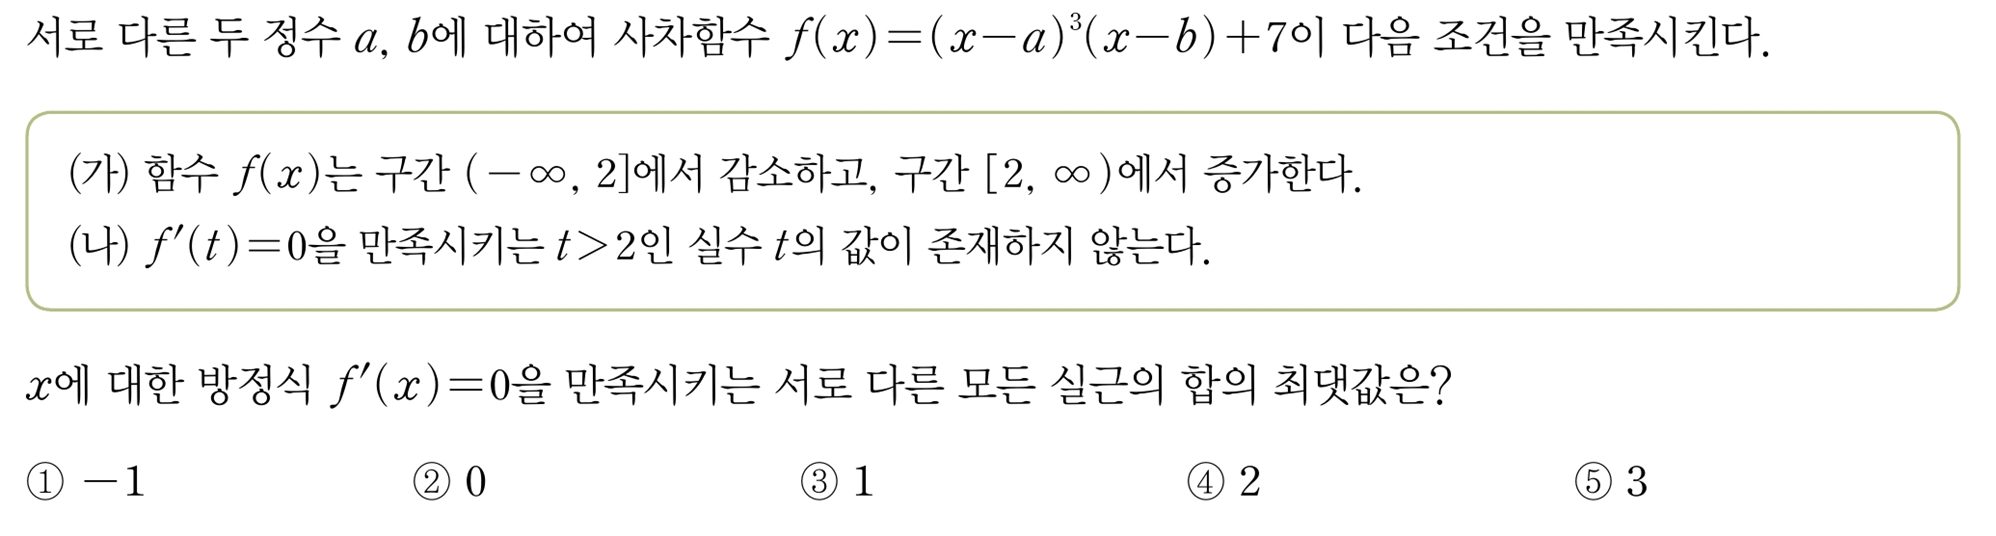 서로 다른 두 정수 a, b에 대하여 사차함수 f(x)=(x-a)³(x-b)+7이 다음 조건을 만족시킨다.
(가) 함수 f(x)는 구간 (-∞, 2]에서 감소하고, 구간 [2, ∞)에서 증가한다.
(나) f′(t)=0을 만족시키는 t>2인 실수 t의 값이 존재하지 않는다.
x에 대한 방정식 f′(x)=0을 만족시키는 서로 다른 모든 실근의 합의 최댓값은?
① -1 ② 0 ③ 1 ④ 2 ⑤ 3